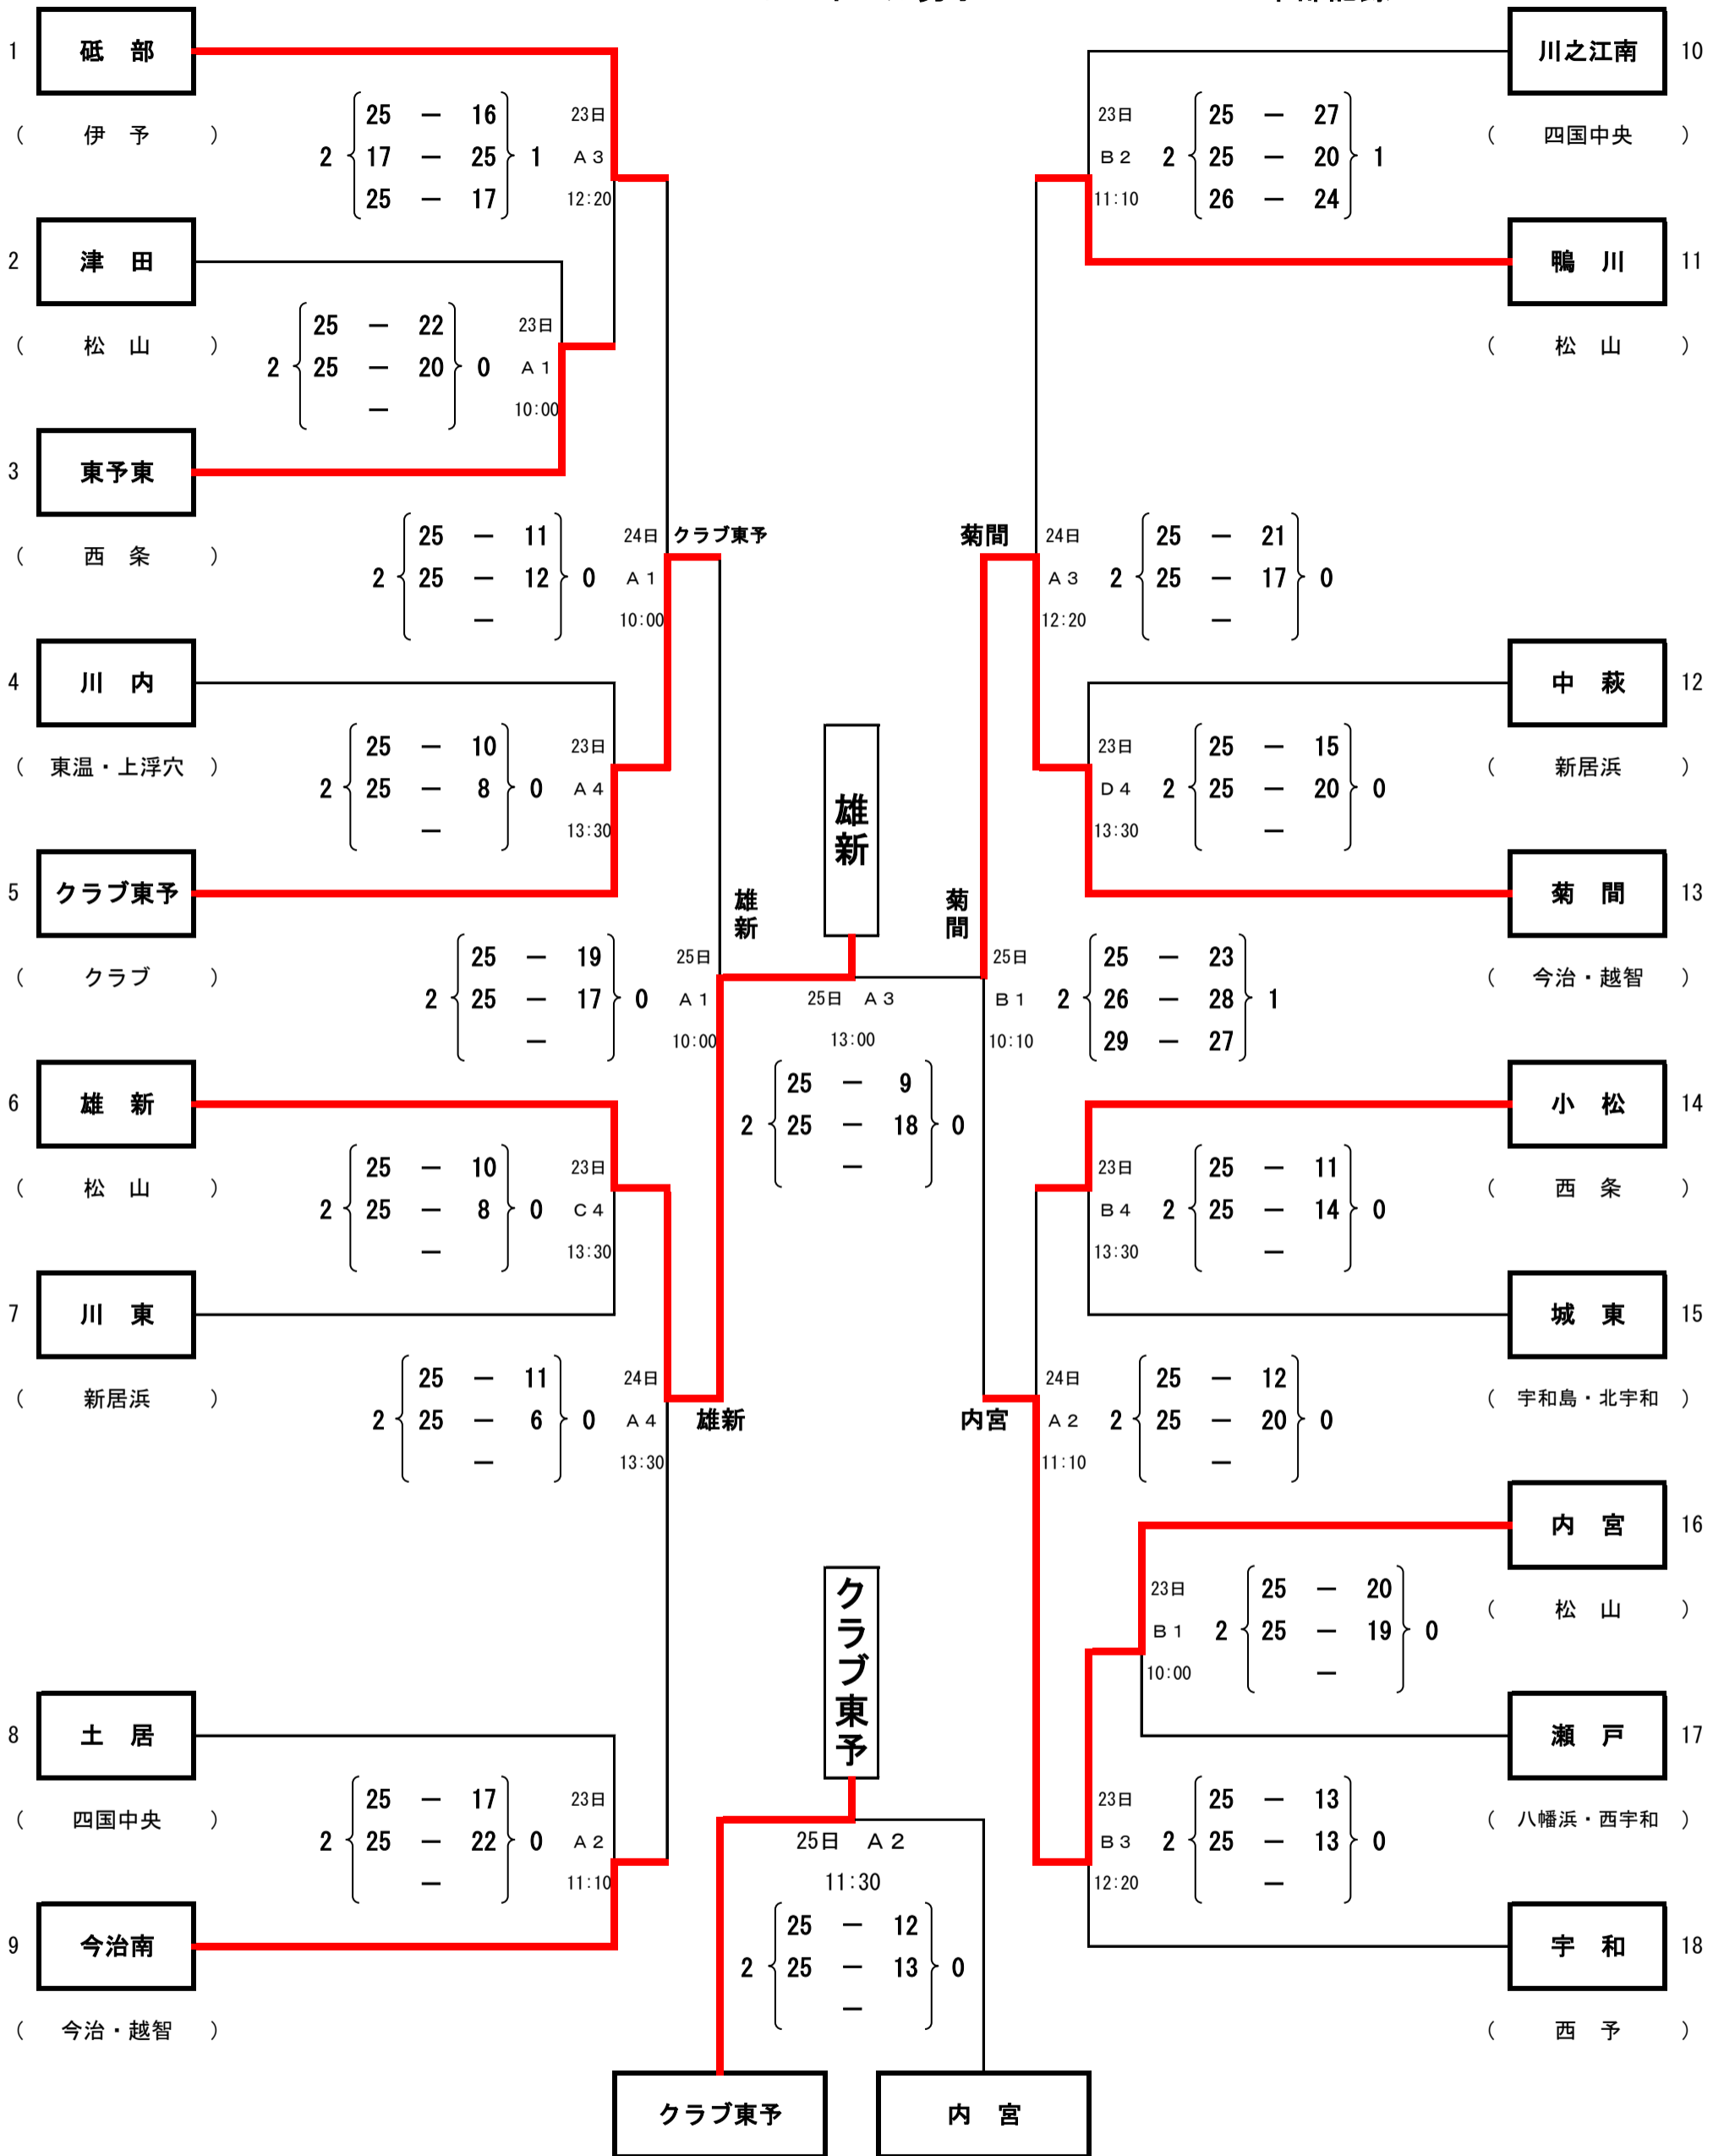 1 砥 部
( 伊 予 )
2 25 — 16 1
17 — 25
25 — 17
23日
A 3
12:20
2 津 田
( 松 山 )
2 25 — 22 0
25 — 20
—
23日
A 1
10:00
3 東予東
( 西 条 )
2 25 — 11 0
25 — 12
—
24日
A 1
10:00
クラブ東予
4 川 内
( 東温・上浮穴 )
2 25 — 10 0
25 — 8
—
23日
A 4
13:30
5 クラブ東予
( クラブ )
2 25 — 19 0
25 — 17
—
25日
A 1
10:00
雄新
6 雄 新
( 松 山 )
2 25 — 10 0
25 — 8
—
23日
C 4
13:30
7 川 東
( 新居浜 )
2 25 — 11 0
25 — 6
—
24日
A 4
13:30
雄新
8 土 居
( 四国中央 )
2 25 — 17 0
25 — 22
—
23日
A 2
11:10
9 今治南
( 今治・越智 )
雄新
25日 A 3
13:00
2 25 — 9 0
25 — 18
—
クラブ東予
25日 A 2
11:30
2 25 — 12 0
25 — 13
—
クラブ東予
内 宮
川之江南 10
( 四国中央 )
23日
B 2
11:10
2 25 — 27 1
25 — 20
26 — 24
鴨 川 11
( 松 山 )
菊間
24日
A 3
12:20
2 25 — 21 0
25 — 17
—
中 萩 12
( 新居浜 )
23日
D 4
13:30
2 25 — 15 0
25 — 20
—
菊 間 13
( 今治・越智 )
菊間
25日
B 1
10:10
2 25 — 23 1
26 — 28
29 — 27
小 松 14
( 西 条 )
23日
B 4
13:30
2 25 — 11 0
25 — 14
—
城 東 15
( 宇和島・北宇和 )
内宮
24日
A 2
11:10
2 25 — 12 0
25 — 20
—
内 宮 16
( 松 山 )
23日
B 1
10:00
2 25 — 20 0
25 — 19
—
瀬 戸 17
( 八幡浜・西宇和 )
23日
B 3
12:20
2 25 — 13 0
25 — 13
—
宇 和 18
( 西 予 )